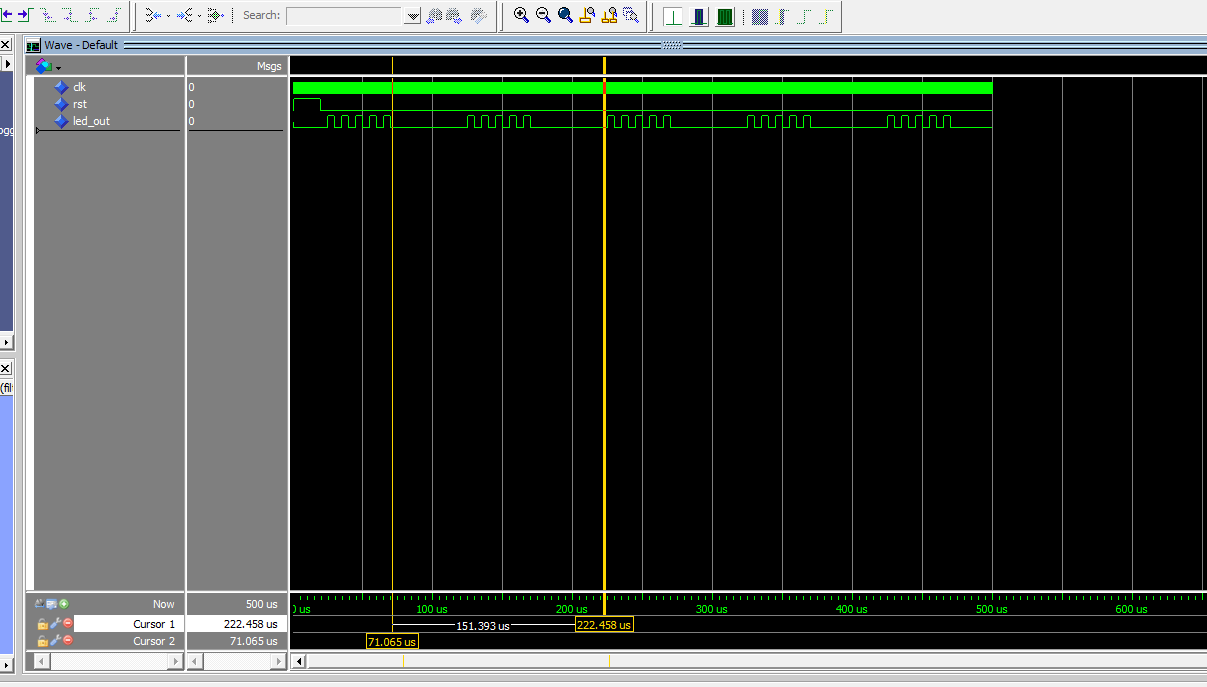 Search:
Wave - Default
Msgs
clk 0
rst 0
led_out 0
Now 500 us
Cursor 1 222.458 us
Cursor 2 71.065 us
0 us 100 us 200 us 300 us 400 us 500 us 600 us
151.393 us 222.458 us
71.065 us